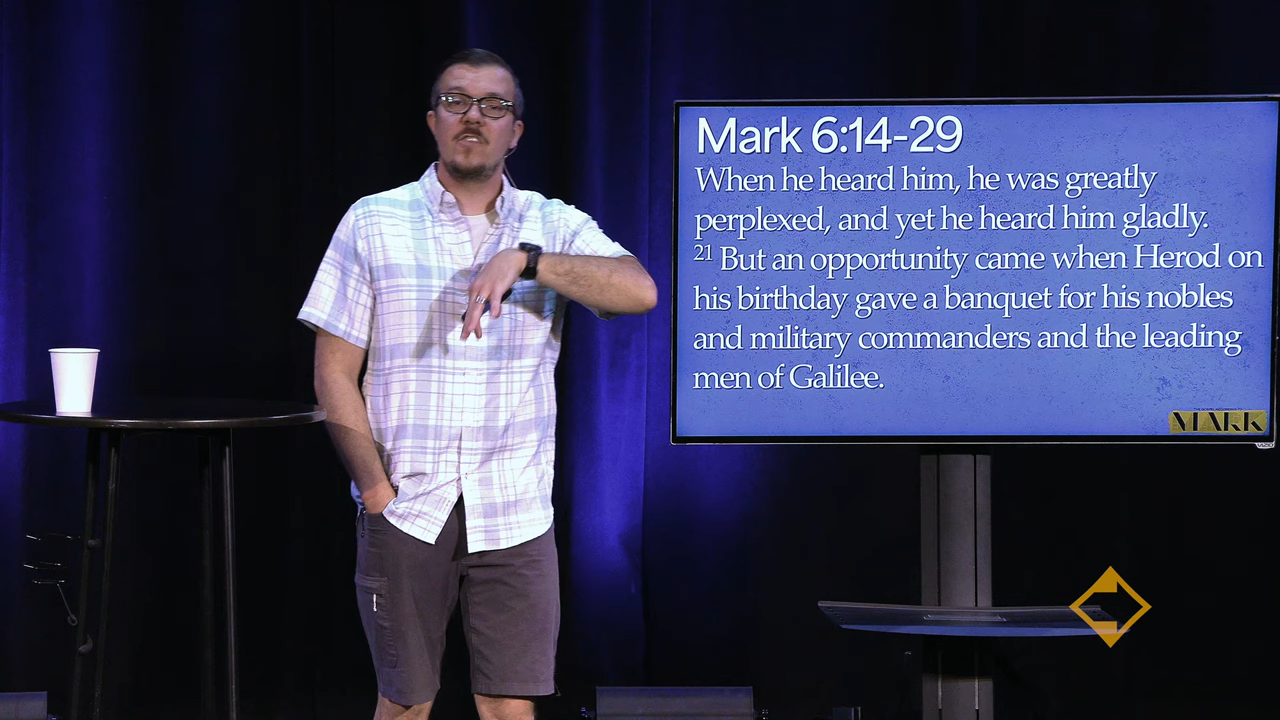 Mark 6:14-29
When he heard him, he was greatly
perplexed, and yet he heard him gladly.
21 But an opportunity came when Herod on
his birthday gave a banquet for his nobles
and military commanders and the leading
men of Galilee.
MARK
VIZIO